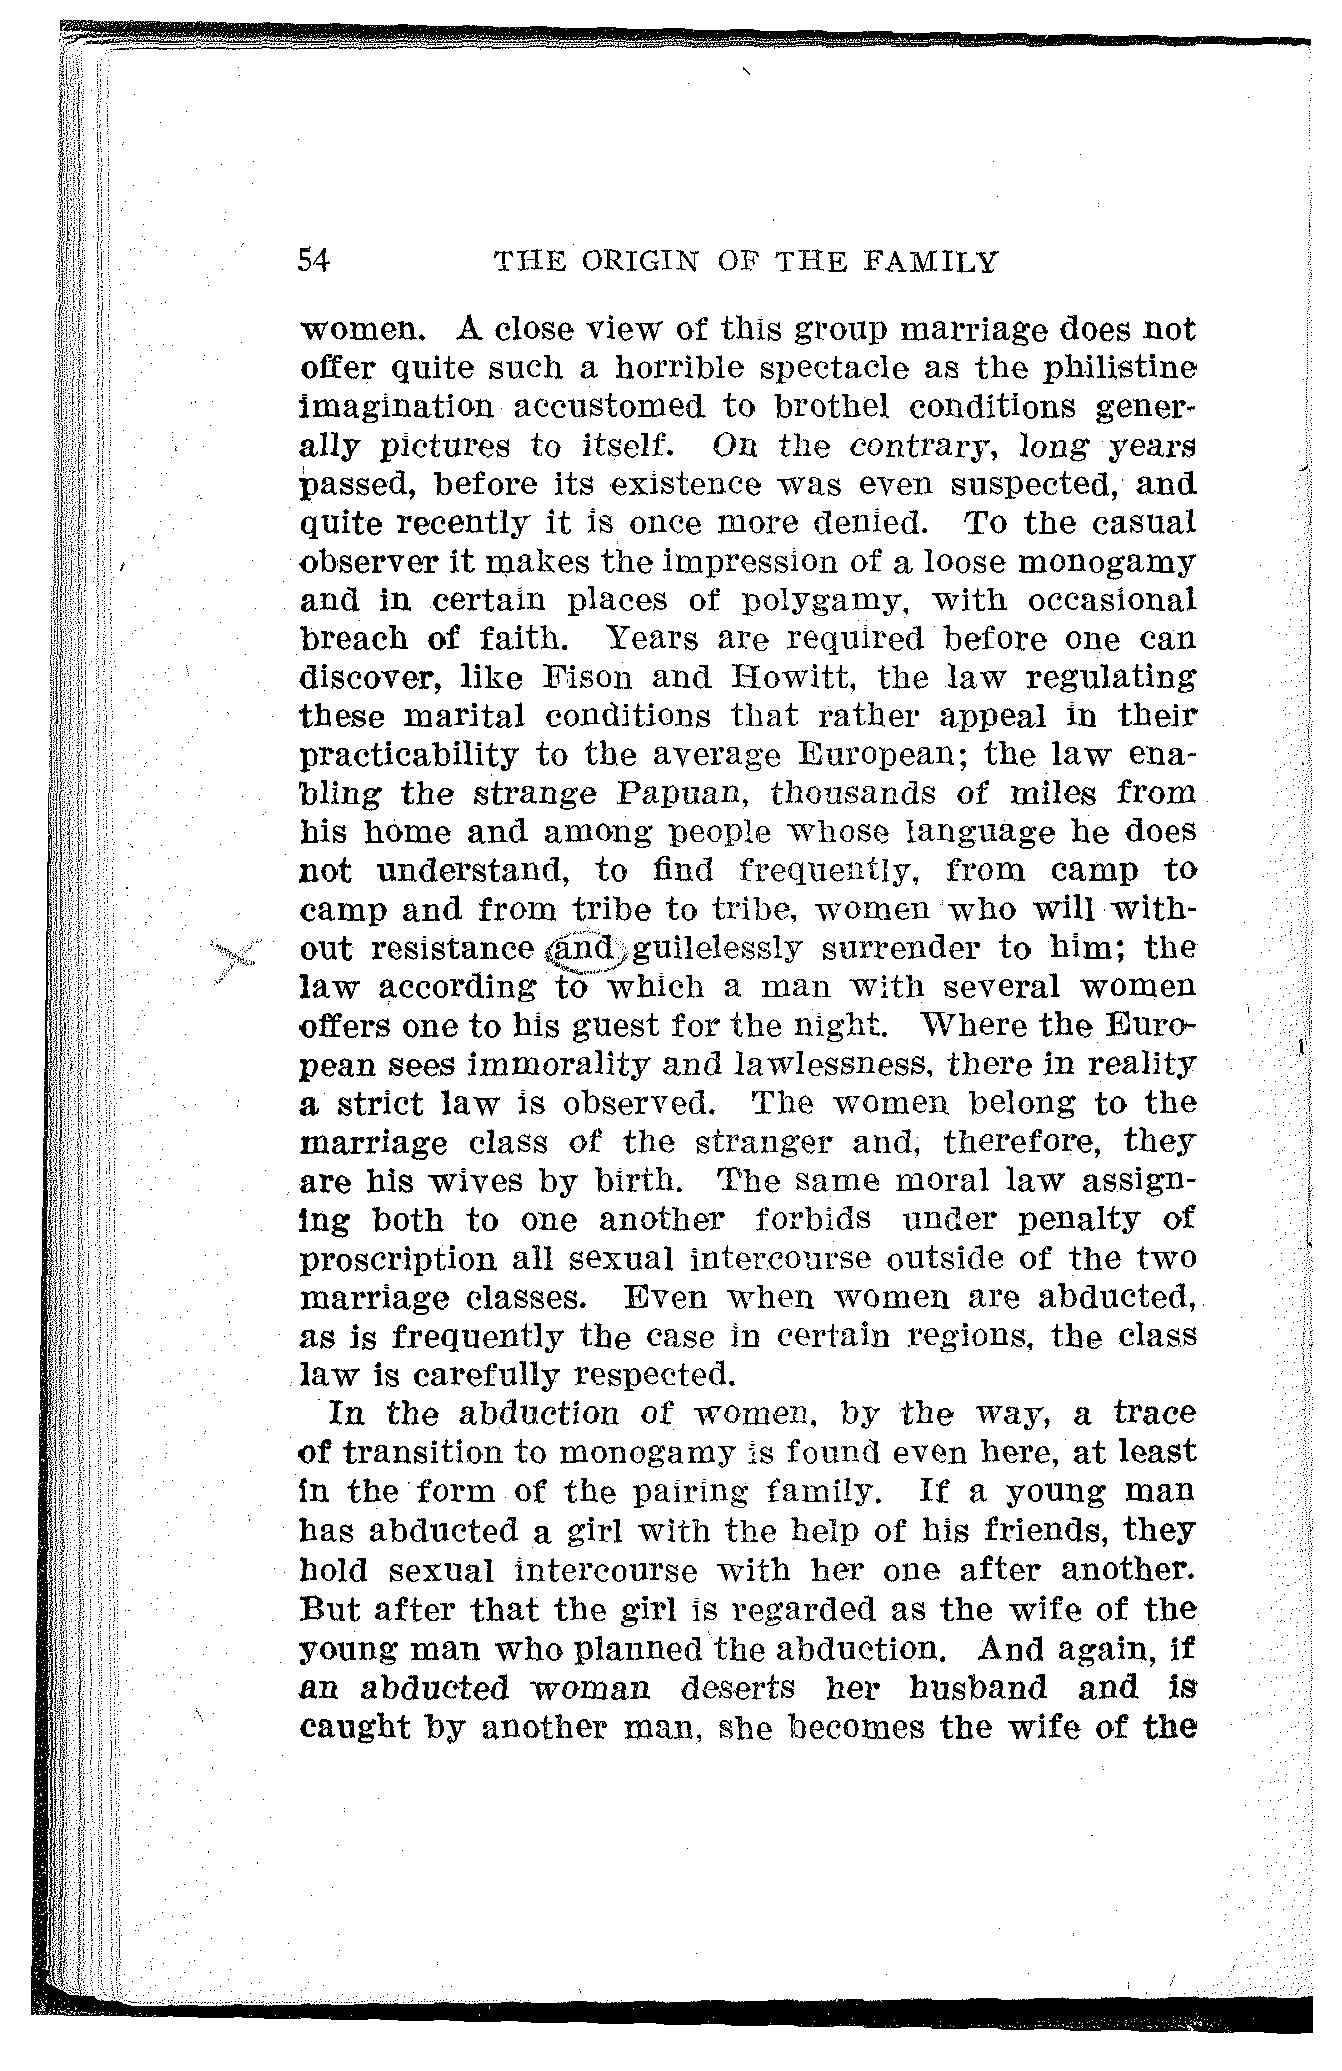 54 THE ORIGIN OF THE FAMILY
women. A close view of this group marriage does not
offer quite such a horrible spectacle as the philistine
imagination accustomed to brothel conditions gener-
ally pictures to itself. On the contrary, long years
passed, before its existence was even suspected, and
quite recently it is once more denied. To the casual
observer it makes the impression of a loose monogamy
and in certain places of polygamy, with occasional
breach of faith. Years are required before one can
discover, like Fison and Howitt, the law regulating
these marital conditions that rather appeal in their
practicability to the average European; the law ena-
bling the strange Papuan, thousands of miles from
his home and among people whose language he does
not understand, to find frequently, from camp to
camp and from tribe to tribe, women who will with-
out resistance and guilelessly surrender to him; the
law according to which a man with several women
offers one to his guest for the night. Where the Euro-
pean sees immorality and lawlessness, there in reality
a strict law is observed. The women belong to the
marriage class of the stranger and, therefore, they
are his wives by birth. The same moral law assign-
ing both to one another forbids under penalty of
proscription all sexual intercourse outside of the two
marriage classes. Even when women are abducted,
as is frequently the case in certain regions, the class
law is carefully respected.
In the abduction of women, by the way, a trace
of transition to monogamy is found even here, at least
in the form of the pairing family. If a young man
has abducted a girl with the help of his friends, they
hold sexual intercourse with her one after another.
But after that the girl is regarded as the wife of the
young man who planned the abduction. And again, if
an abducted woman deserts her husband and is
caught by another man, she becomes the wife of the